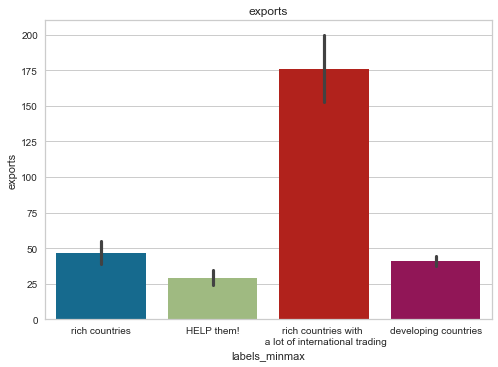 exports
200
175
150
125
100
75
50
25
0
exports
rich countries
HELP them!
rich countries with
a lot of international trading
developing countries
labels_minmax